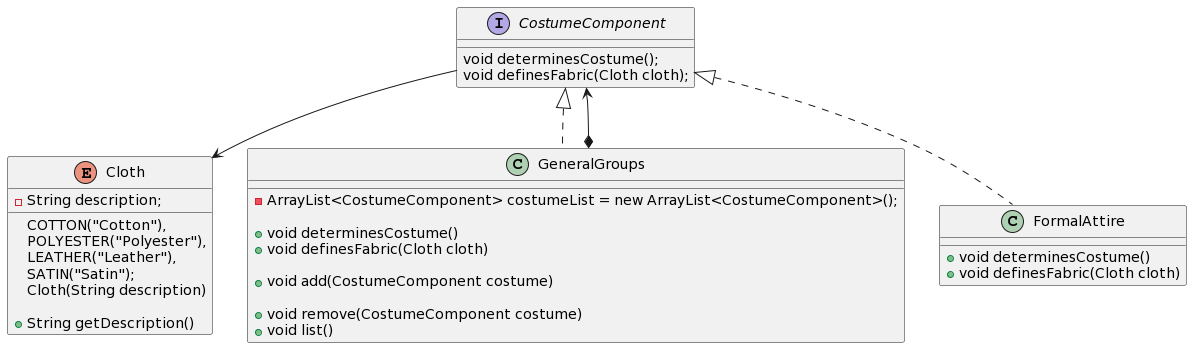 I CostumeComponent
void determinesCostume();
void definesFabric(Cloth cloth);
E Cloth
String description;
COTTON("Cotton"),
POLYESTER("Polyester"),
LEATHER("Leather"),
SATIN("Satin");
Cloth(String description)
String getDescription()
C GeneralGroups
ArrayList<CostumeComponent> costumeList = new ArrayList<CostumeComponent>();
void determinesCostume()
void definesFabric(Cloth cloth)
void add(CostumeComponent costume)
void remove(CostumeComponent costume)
void list()
C FormalAttire
void determinesCostume()
void definesFabric(Cloth cloth)